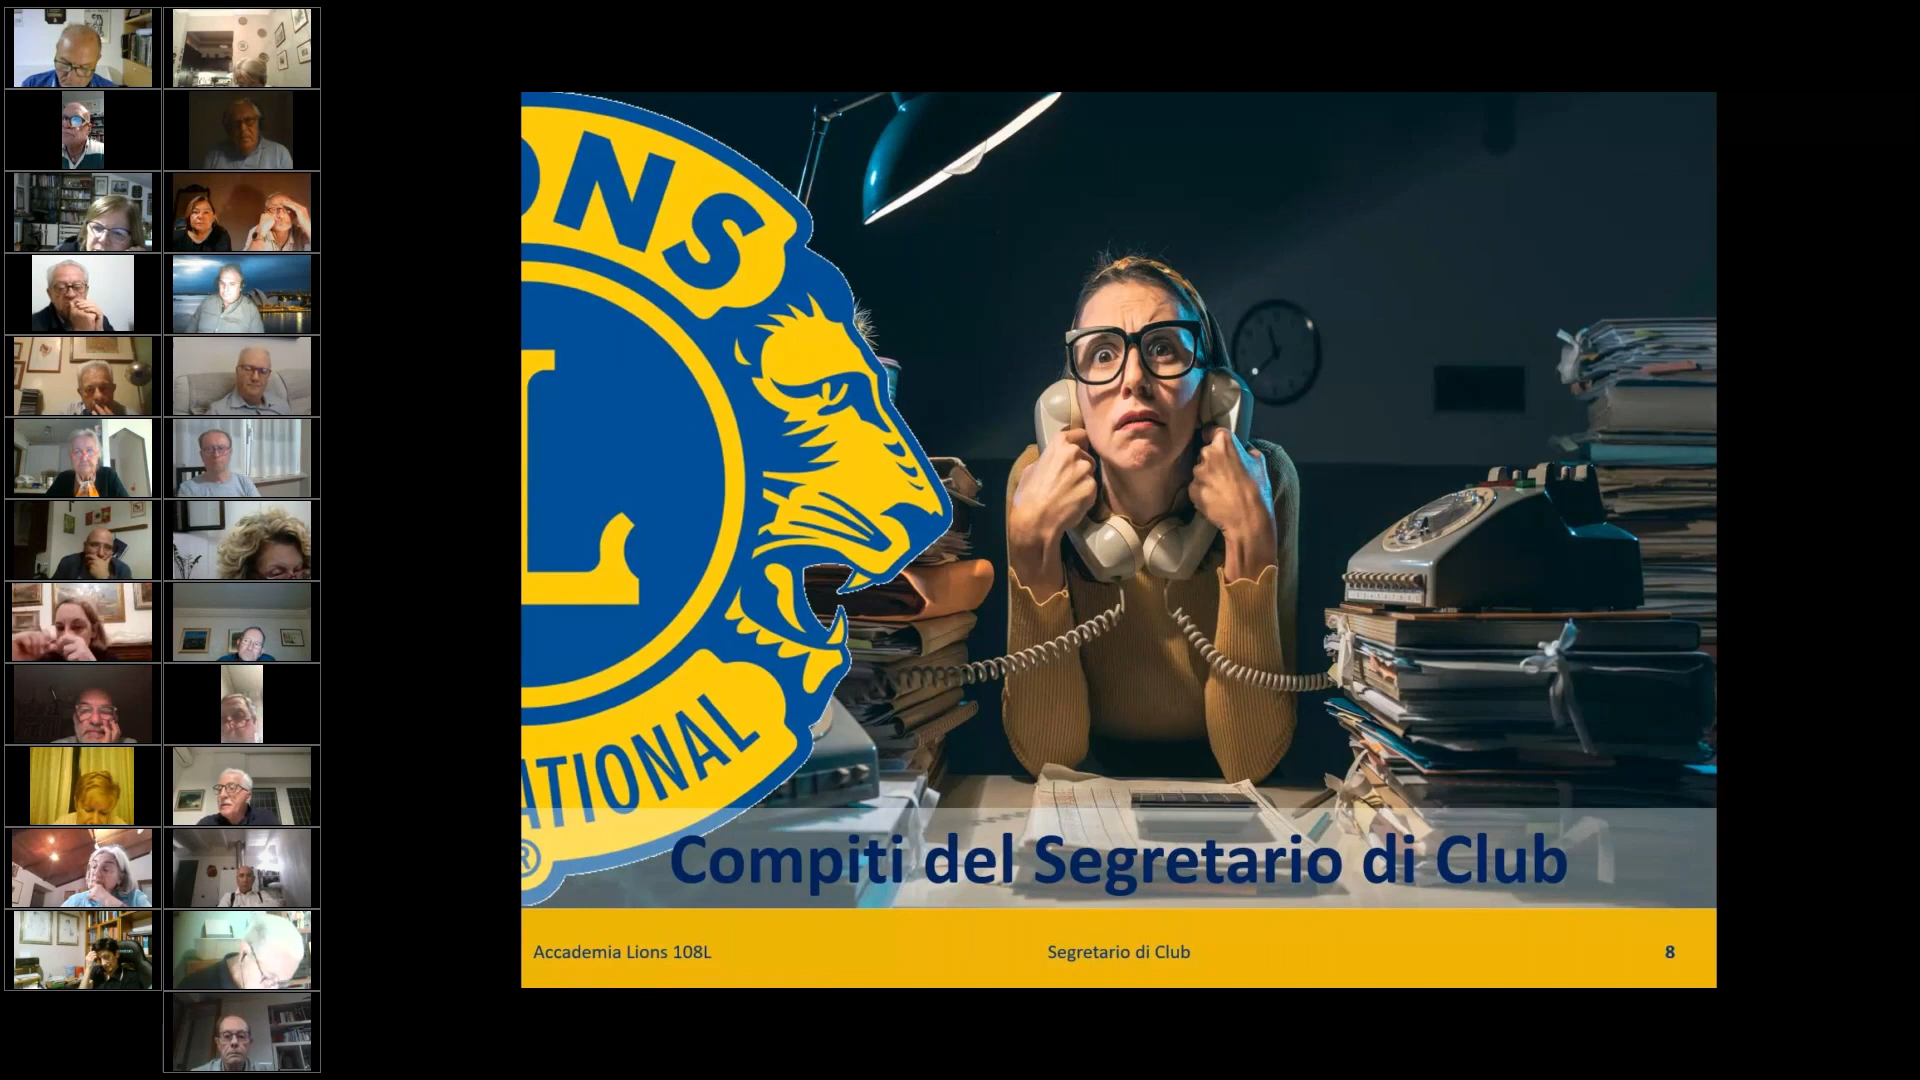 ONS
L
ATIONAL
®
Compiti del Segretario di Club
Accademia Lions 108L
Segretario di Club
8